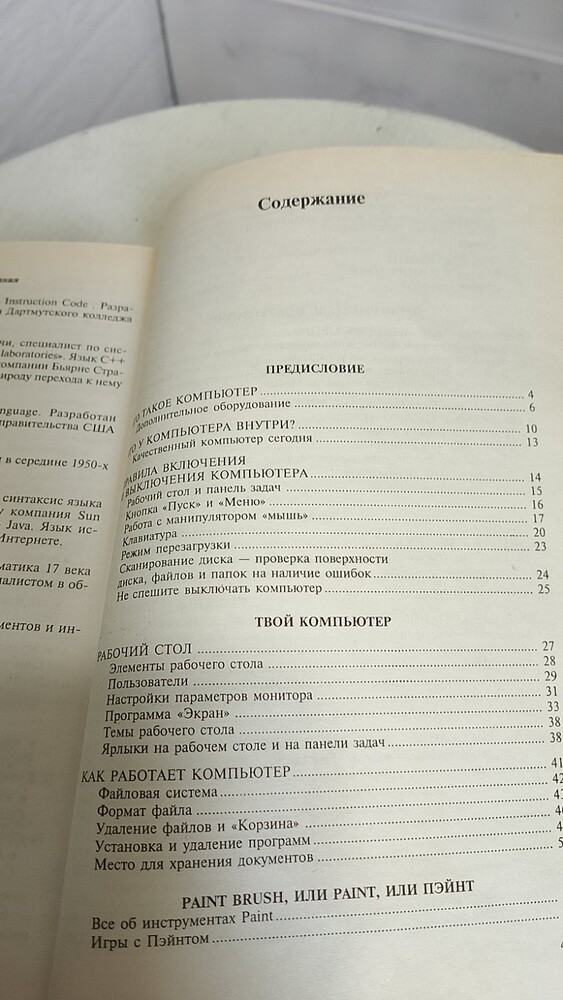 Instruction Code . Разра-
Дартмутского колледжа
специалист по сис-
laboratories». Язык C++
компании Бьярне Стра-
перехода к нему
Разработан
правительства США
в середине 1950-х
синтаксис языка
компания Sun
Java. Язык ис-
Интернете.
17 века
в об-
и ин-
Содержание
ПРЕДИСЛОВИЕ
ТАКОЕ КОМПЬЮТЕР 4
Дополнительное оборудование 6
У КОМПЬЮТЕРА ВНУТРИ? 10
Качественный компьютер сегодня 13
ВКЛЮЧЕНИЯ
ВЫКЛЮЧЕНИЯ КОМПЬЮТЕРА 14
Рабочий стол и панель задач 15
Кнопка «Пуск» и «Меню» 16
Работа с манипулятором «мышь» 17
Клавиатура 20
Режим перезагрузки 23
Сканирование диска — проверка поверхности
диска, файлов и папок на наличие ошибок 24
Не спешите выключать компьютер 25
ТВОЙ КОМПЬЮТЕР
РАБОЧИЙ СТОЛ 27
Элементы рабочего стола 28
Пользователи 29
Настройки параметров монитора 31
Программа «Экран» 33
Темы рабочего стола 38
Ярлыки на рабочем столе и на панели задач 38
КАК РАБОТАЕТ КОМПЬЮТЕР 41
Файловая система
Формат файла
Удаление файлов и «Корзина»
Установка и удаление программ
Место для хранения документов
PAINT BRUSH, ИЛИ PAINT, ИЛИ ПЭЙНТ
Все об инструментах Paint
Игры с Пэйнтом